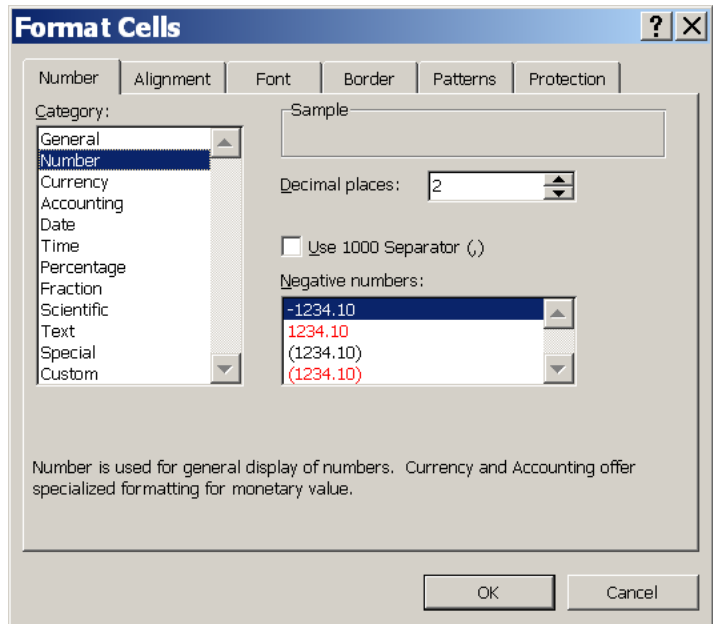 Format Cells
Number Alignment Font Border Patterns Protection
Category:
General
Number
Currency
Accounting
Date
Time
Percentage
Fraction
Scientific
Text
Special
Custom
Sample
Decimal places: 2
Use 1000 Separator (,)
Negative numbers:
-1234.10
1234.10
(1234.10)
(1234.10)
Number is used for general display of numbers. Currency and Accounting offer
specialized formatting for monetary value.
OK Cancel